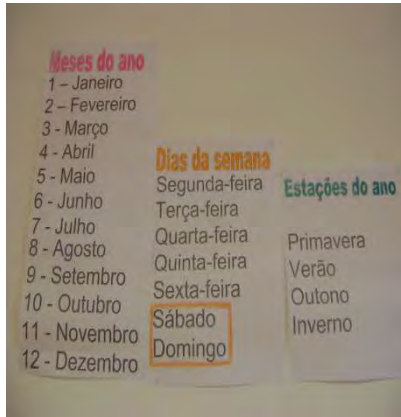 Meses do ano
1 – Janeiro
2 – Fevereiro
3 - Março
4 - Abril
5 - Maio
6 - Junho
7 - Julho
8 - Agosto
9 - Setembro
10 - Outubro
11 - Novembro
12 - Dezembro
Dias da semana
Segunda-feira
Terça-feira
Quarta-feira
Quinta-feira
Sexta-feira
Sábado
Domingo
Estações do ano
Primavera
Verão
Outono
Inverno